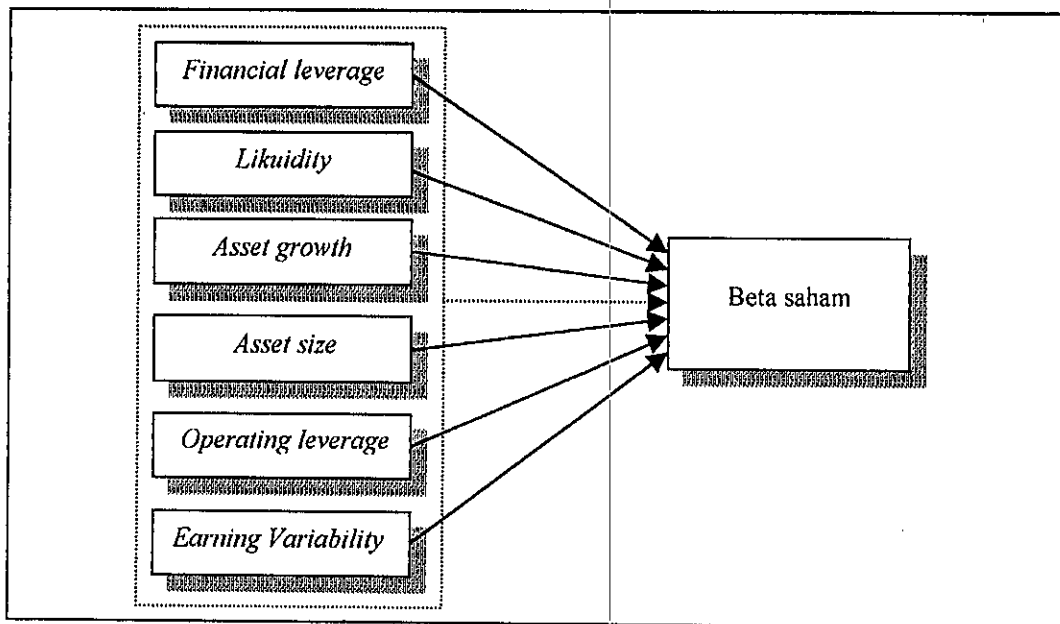 Financial leverage
Likuidity
Asset growth
Asset size
Operating leverage
Earning Variability
Beta saham